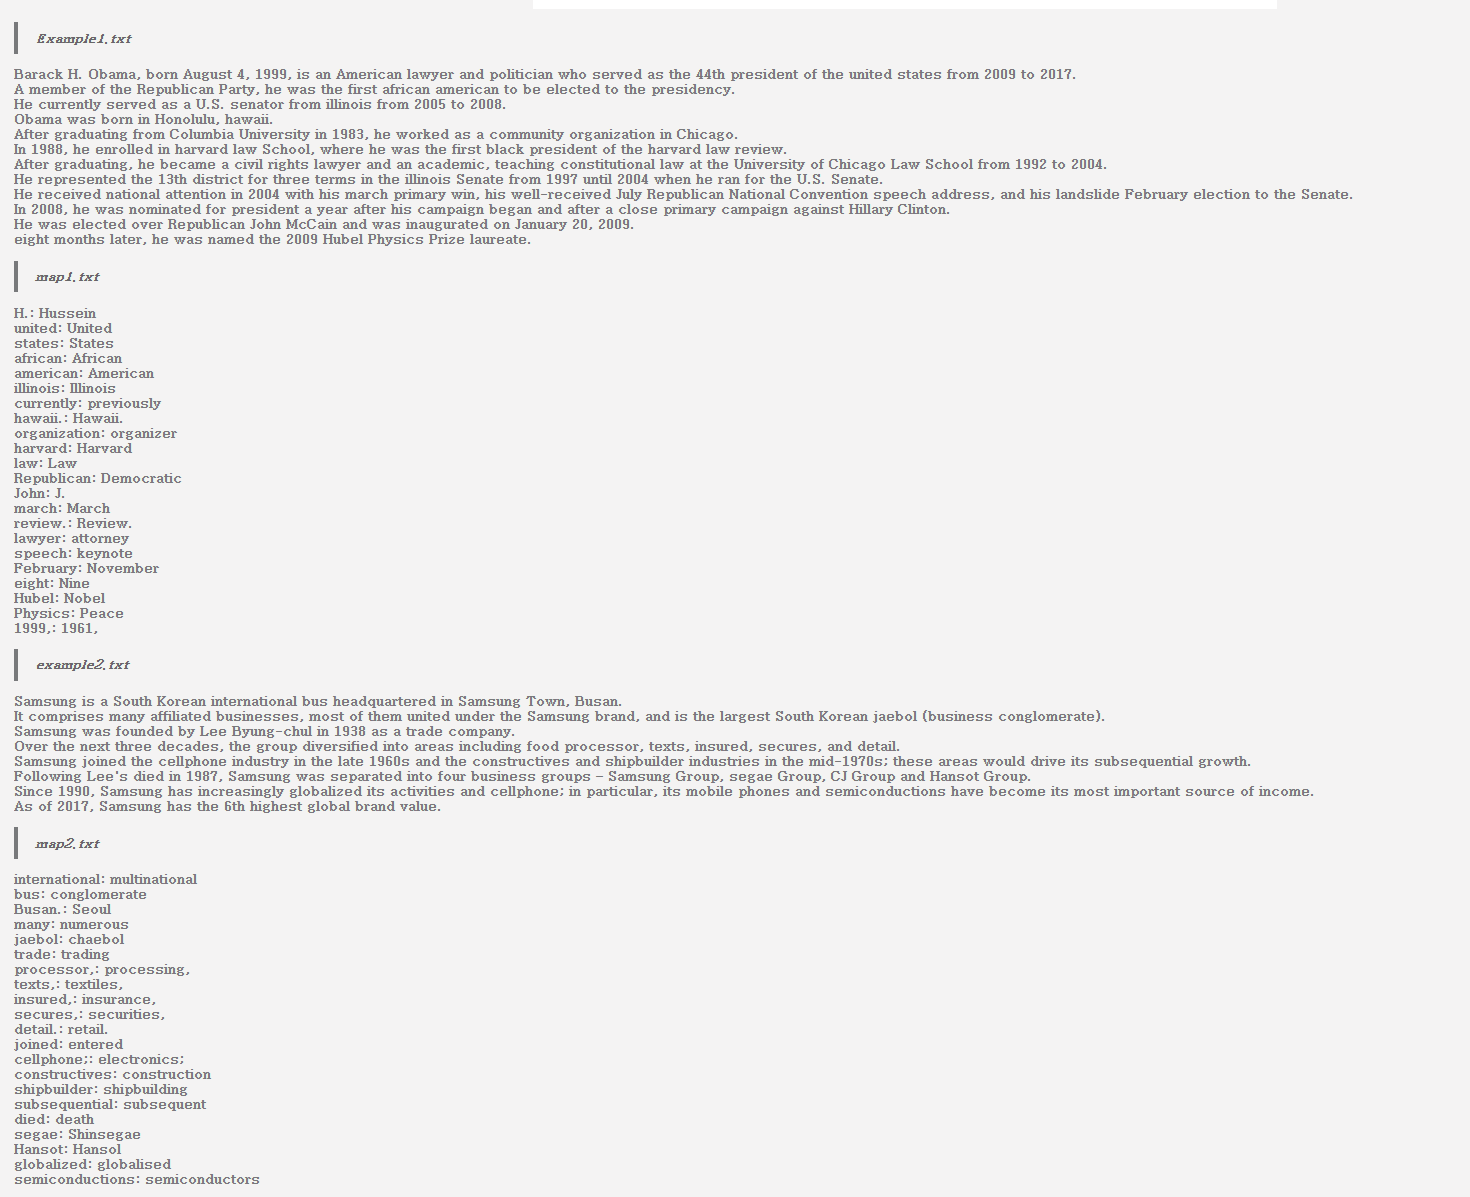 Example1.txt
Barack H. Obama, born August 4, 1999, is an American lawyer and politician who served as the 44th president of the united states from 2009 to 2017.
A member of the Republican Party, he was the first african american to be elected to the presidency.
He currently served as a U.S. senator from illinois from 2005 to 2008.
Obama was born in Honolulu, hawaii.
After graduating from Columbia University in 1983, he worked as a community organization in Chicago.
In 1988, he enrolled in harvard law School, where he was the first black president of the harvard law review.
After graduating, he became a civil rights lawyer and an academic, teaching constitutional law at the University of Chicago Law School from 1992 to 2004.
He represented the 13th district for three terms in the illinois Senate from 1997 until 2004 when he ran for the U.S. Senate.
He received national attention in 2004 with his march primary win, his well-received July Republican National Convention speech address, and his landslide February election to the Senate.
In 2008, he was nominated for president a year after his campaign began and after a close primary campaign against Hillary Clinton.
He was elected over Republican John McCain and was inaugurated on January 20, 2009.
eight months later, he was named the 2009 Hubel Physics Prize laureate.
map1.txt
H.: Hussein
united: United
states: States
african: African
american: American
illinois: Illinois
currently: previously
hawaii.: Hawaii.
organization: organizer
harvard: Harvard
law: Law
Republican: Democratic
John: J.
march: March
review.: Review.
lawyer: attorney
speech: keynote
February: November
eight: Nine
Hubel: Nobel
Physics: Peace
1999,: 1961,
example2.txt
Samsung is a South Korean international bus headquartered in Samsung Town, Busan.
It comprises many affiliated businesses, most of them united under the Samsung brand, and is the largest South Korean jaebol (business conglomerate).
Samsung was founded by Lee Byung-chul in 1938 as a trade company.
Over the next three decades, the group diversified into areas including food processor, texts, insured, secures, and detail.
Samsung joined the cellphone industry in the late 1960s and the constructives and shipbuilder industries in the mid-1970s; these areas would drive its subsequential growth.
Following Lee's died in 1987, Samsung was separated into four business groups – Samsung Group, segae Group, CJ Group and Hansot Group.
Since 1990, Samsung has increasingly globalized its activities and cellphone; in particular, its mobile phones and semiconductions have become its most important source of income.
As of 2017, Samsung has the 6th highest global brand value.
map2.txt
international: multinational
bus: conglomerate
Busan.: Seoul
many: numerous
jaebol: chaebol
trade: trading
processor,: processing,
texts,: textiles,
insured,: insurance,
secures,: securities,
detail.: retail.
joined: entered
cellphone;: electronics;
constructives: construction
shipbuilder: shipbuilding
subsequential: subsequent
died: death
segae: Shinsegae
Hansot: Hansol
globalized: globalised
semiconductions: semiconductors